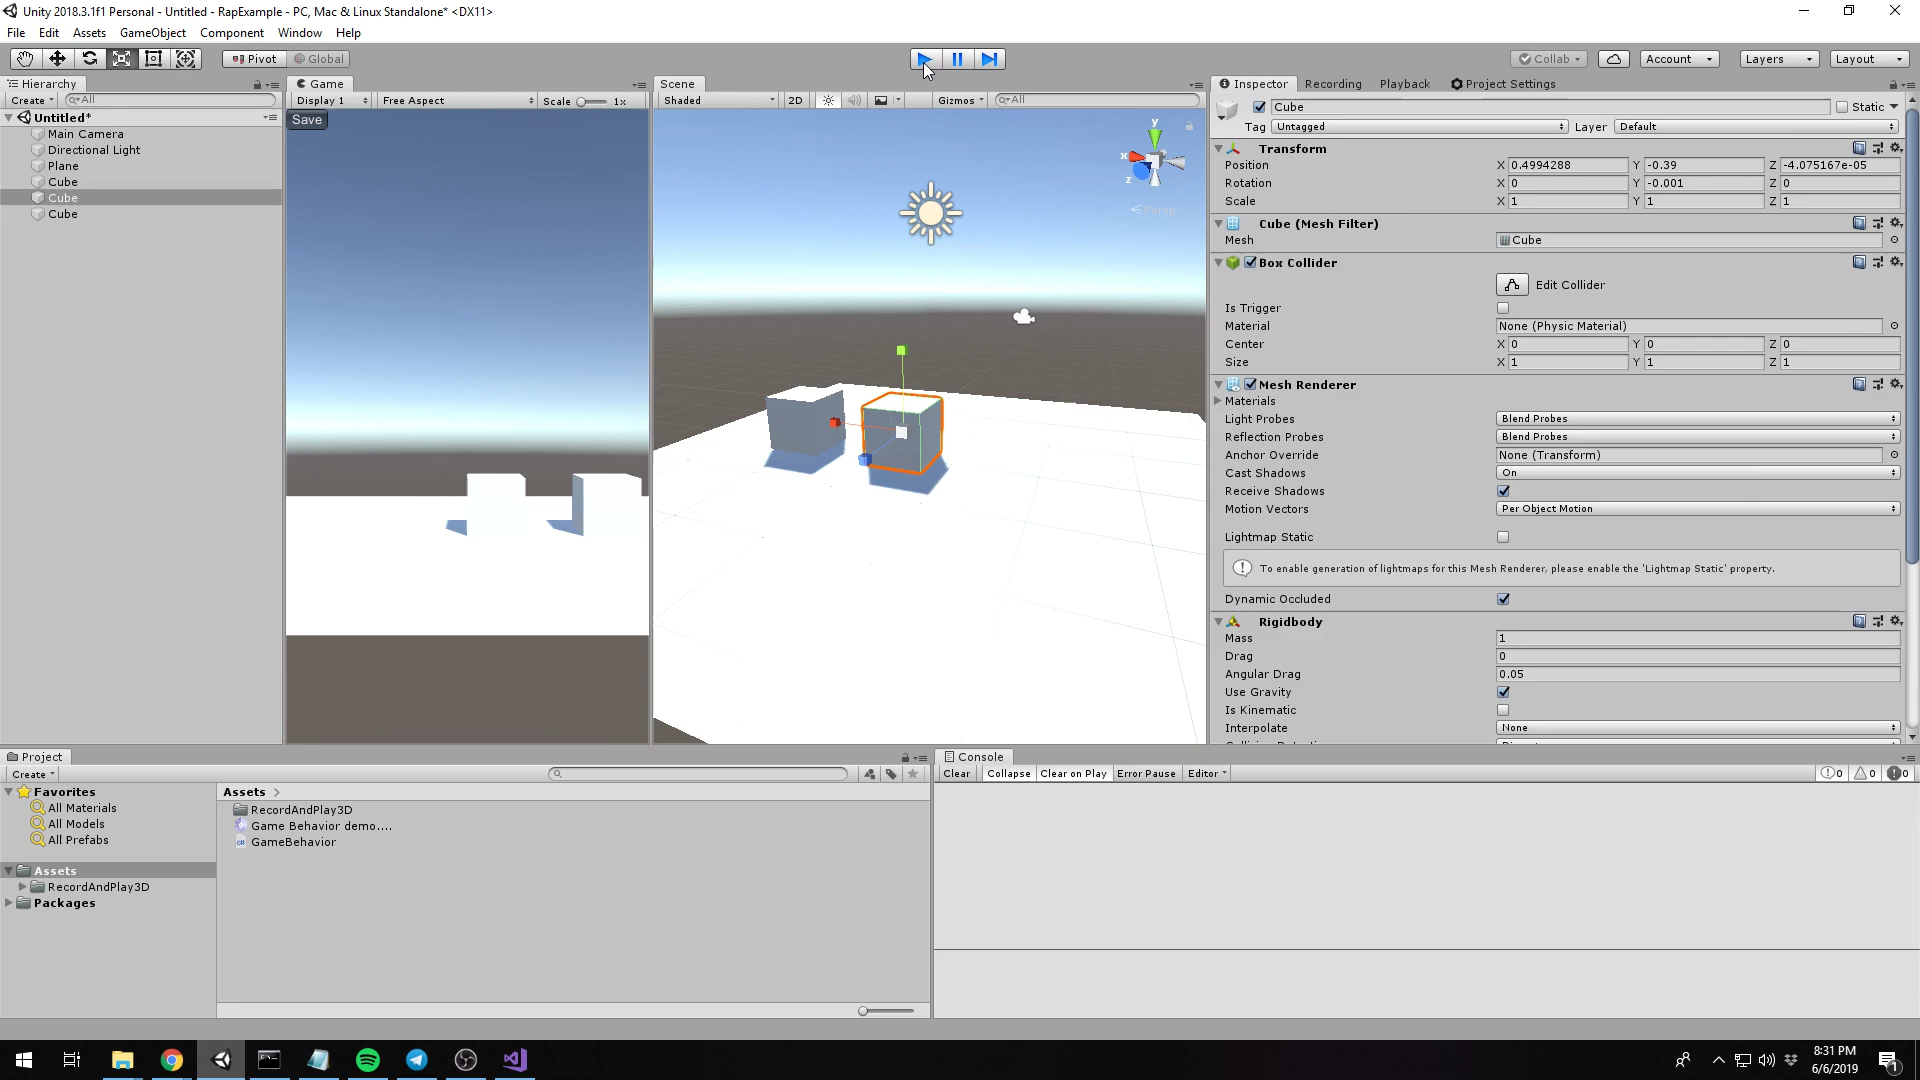 Unity 2018.3.1f1 Personal - Untitled - RapExample - PC, Mac & Linux Standalone* <DX11>
File Edit Assets GameObject Component Window Help
Pivot Global Collab Account Layers Layout
Hierarchy Game Scene Inspector Recording Playback Project Settings
Create All
Display 1 Free Aspect Scale 1x
Shaded 2D Gizmos All
Untitled*
Main Camera
Directional Light
Plane
Cube
Cube
Cube
Save
y
x
z
Persp
Cube Static
Tag Untagged Layer Default
Transform
Position X 0.4994288 Y -0.39 Z -4.075167e-05
Rotation X 0 Y -0.001 Z 0
Scale X 1 Y 1 Z 1
Cube (Mesh Filter)
Mesh Cube
Box Collider
Edit Collider
Is Trigger
Material None (Physic Material)
Center X 0 Y 0 Z 0
Size X 1 Y 1 Z 1
Mesh Renderer
Materials
Light Probes Blend Probes
Reflection Probes Blend Probes
Anchor Override None (Transform)
Cast Shadows On
Receive Shadows
Motion Vectors Per Object Motion
Lightmap Static
To enable generation of lightmaps for this Mesh Renderer, please enable the 'Lightmap Static' property.
Dynamic Occluded
Rigidbody
Mass 1
Drag 0
Angular Drag 0.05
Use Gravity
Is Kinematic
Interpolate None
Project
Create
Favorites
All Materials
All Models
All Prefabs
Assets
RecordAndPlay3D
Packages
Assets
RecordAndPlay3D
Game Behavior demo....
GameBehavior
Console
Clear Collapse Clear on Play Error Pause Editor 0 0 0
8:31 PM
6/6/2019
1